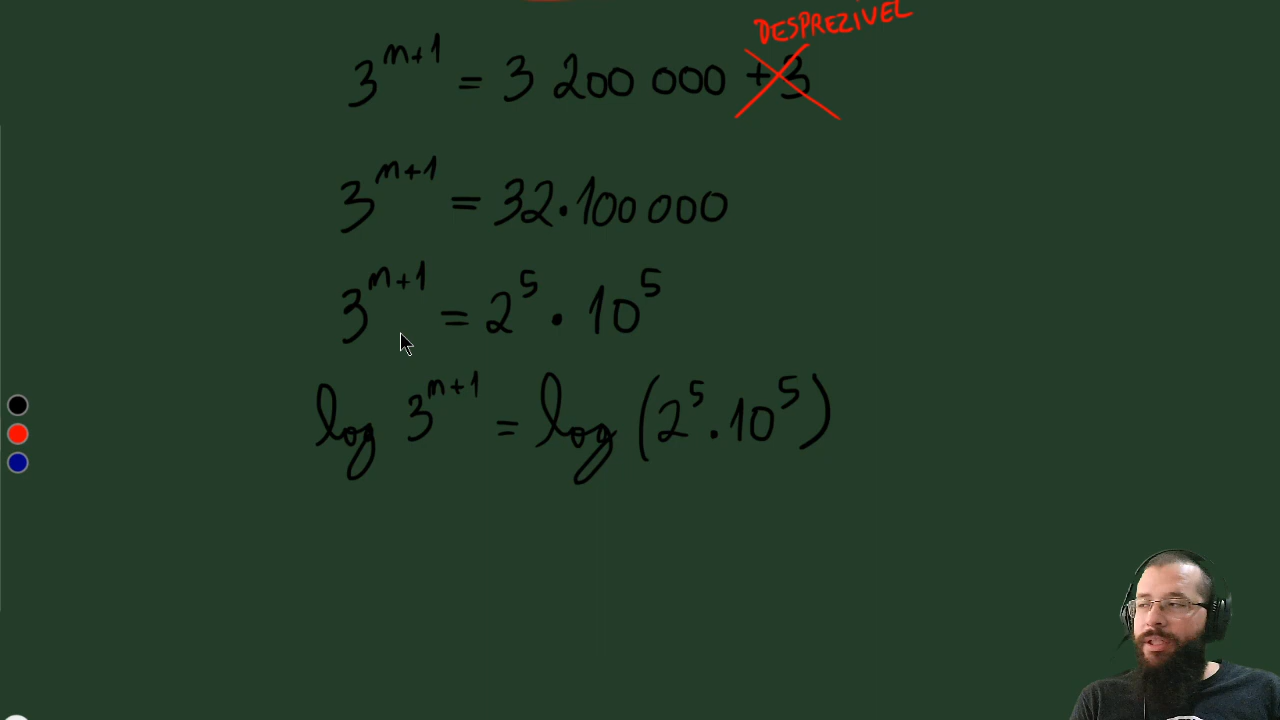 DESPREZÍVEL
3^{n+1} = 3 200 000 +3
3^{n+1} = 32·100 000
3^{n+1} = 2^5 · 10^5
log 3^{n+1} = log (2^5 · 10^5)